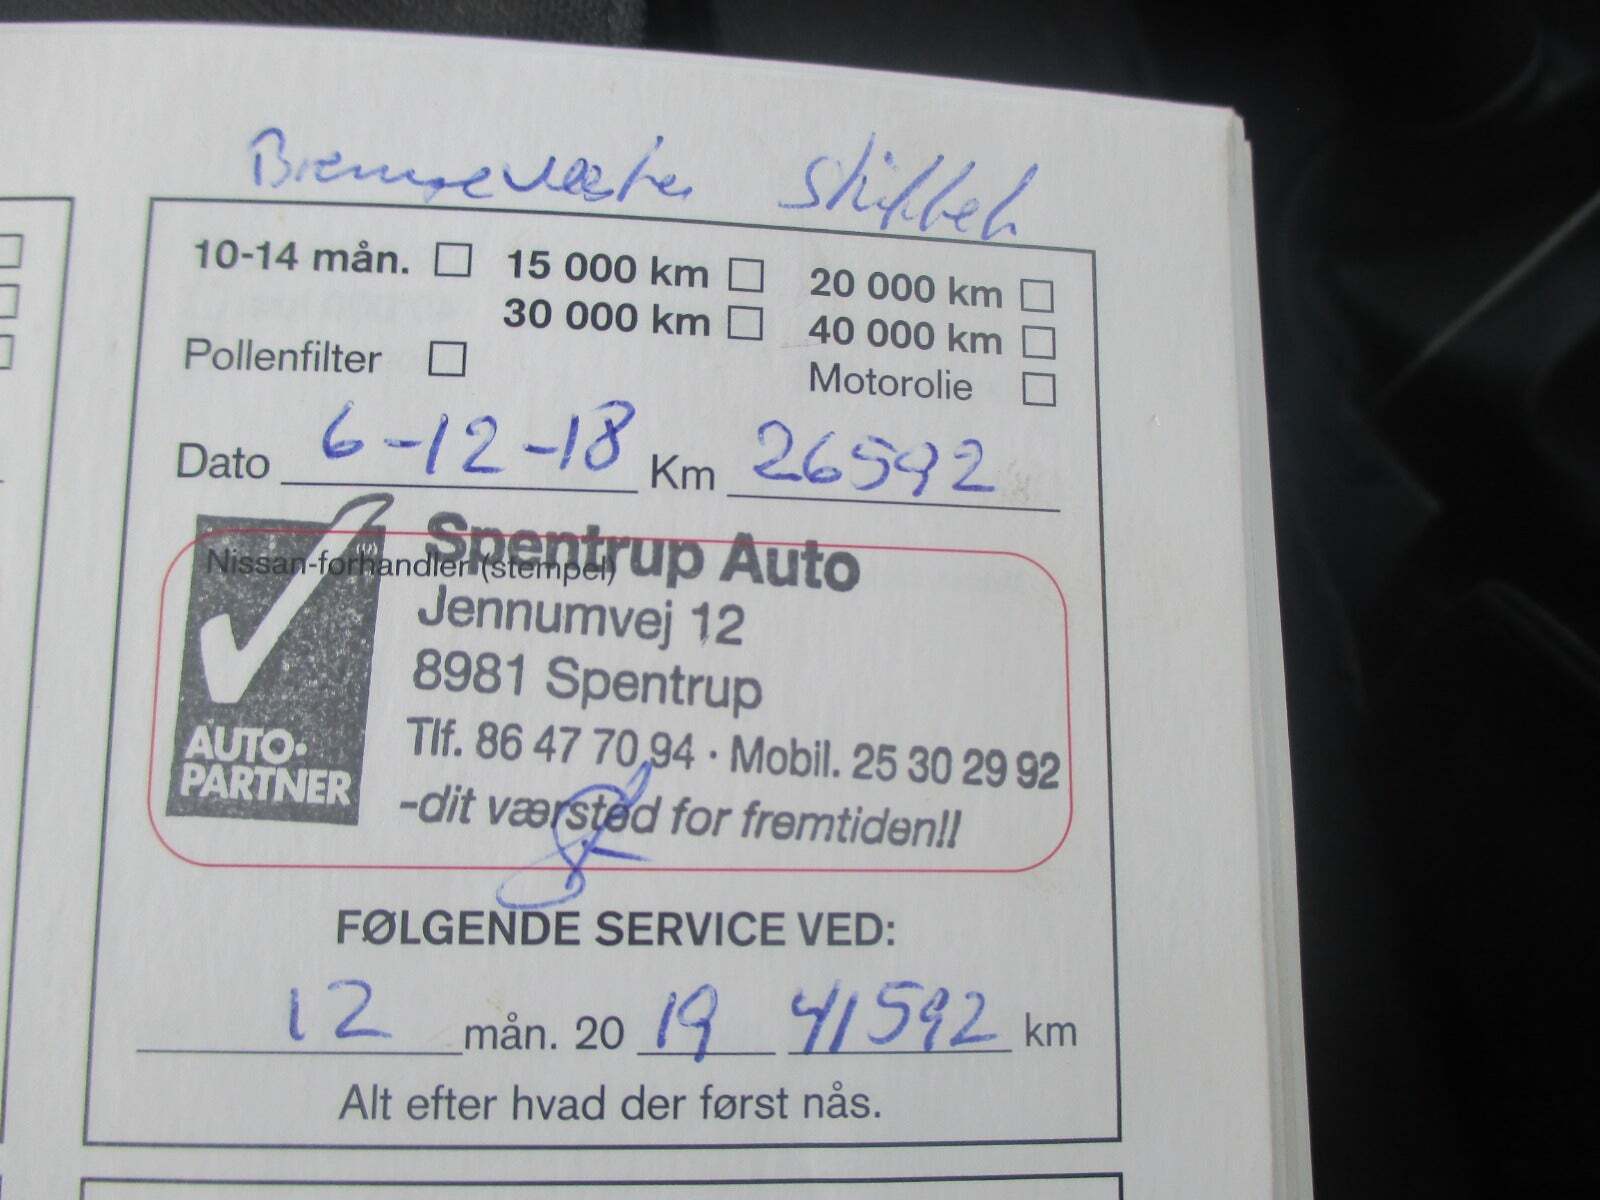 Bremsevæske skiftet
10-14 mån. 15 000 km 20 000 km
30 000 km 40 000 km
Pollenfilter Motorolie
Dato 6-12-18 Km 26592
Nissan-forhandler (stempel)
Spentrup Auto
Jennumvej 12
8981 Spentrup
Tlf. 86 47 70 94 · Mobil. 25 30 29 92
-dit værsted for fremtiden!!
AUTO-
PARTNER
FØLGENDE SERVICE VED:
12 mån. 20 19 41592 km
Alt efter hvad der først nås.